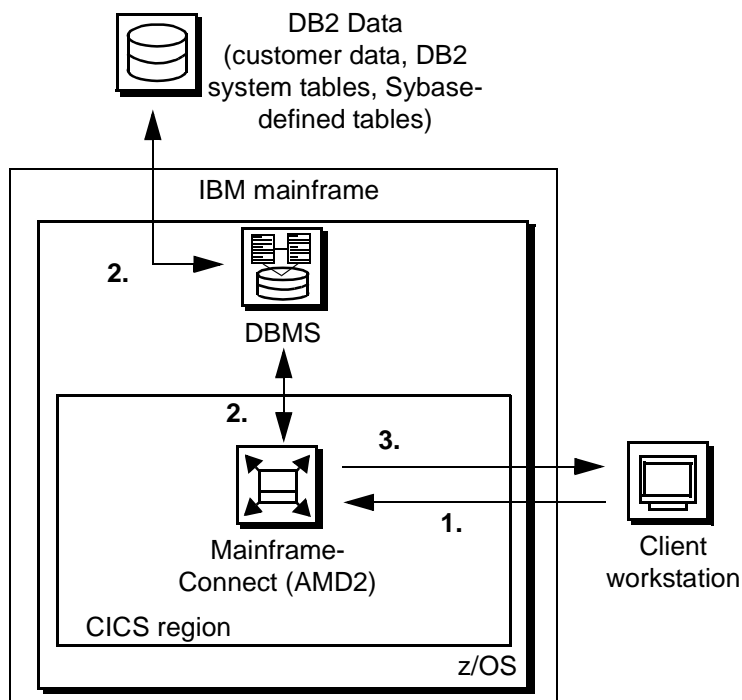 DB2 Data
(customer data, DB2
system tables, Sybase-
defined tables)
IBM mainframe
2.
DBMS
2.
3.
1.
Mainframe-
Connect (AMD2)
Client
workstation
CICS region
z/OS